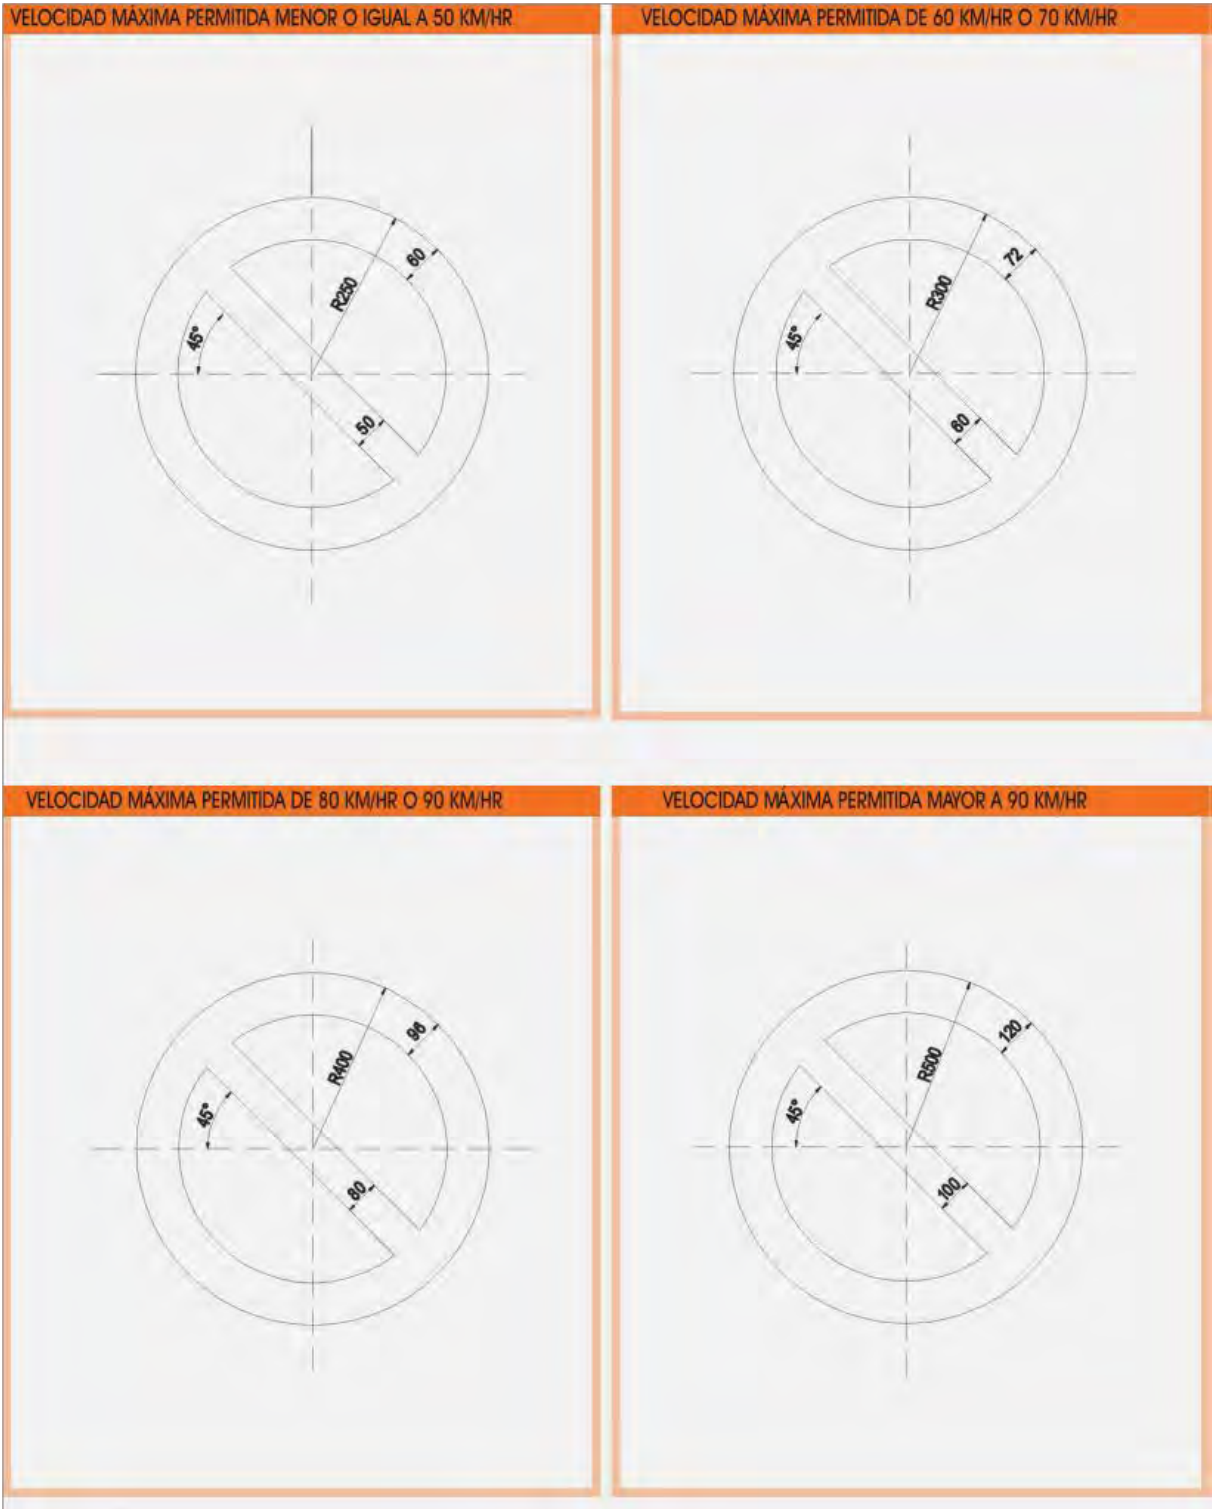 VELOCIDAD MÁXIMA PERMITIDA MENOR O IGUAL A 50 KM/HR
60
R250
45°
50
VELOCIDAD MÁXIMA PERMITIDA DE 60 KM/HR O 70 KM/HR
72
R300
45°
60
VELOCIDAD MÁXIMA PERMITIDA DE 80 KM/HR O 90 KM/HR
96
R400
45°
80
VELOCIDAD MÁXIMA PERMITIDA MAYOR A 90 KM/HR
120
R500
45°
100